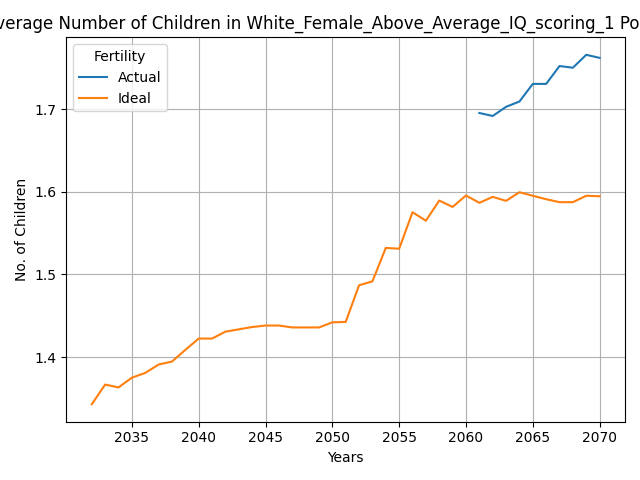 verage Number of Children in White_Female_Above_Average_IQ_scoring_1 Po
Fertility
Actual
Ideal
No. of Children
1.7
1.6
1.5
1.4
2035 2040 2045 2050 2055 2060 2065 2070
Years